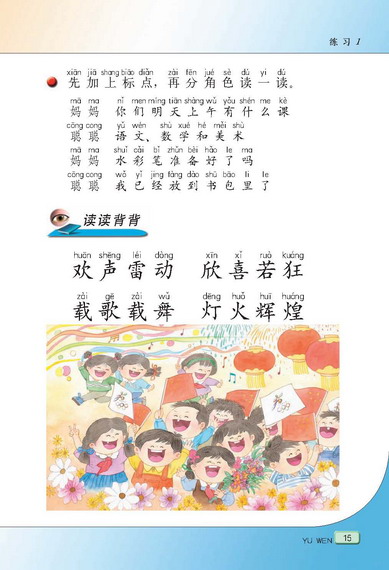 练习1
xiān jiā shàng biāo diǎn zài fēn jué sè dú yi dú
先加上标点，再分角色读一读。
mā ma nǐ men míng tiān shàng wǔ yǒu shén me kè
妈妈 你们明天上午有什么课
cōng cong yǔ wén shù xué hé měi shù
聪聪 语文、数学和美术
mā ma shuǐ cǎi bǐ zhǔn bèi hǎo le ma
妈妈 水彩笔准备好了吗
cōng cong wǒ yǐ jing fàng dào shū bāo li le
聪聪 我已经放到书包里了
读读背背
huān shēng léi dòng xīn xǐ ruò kuáng
欢声雷动 欣喜若狂
zài gē zài wǔ dēng huǒ huī huáng
载歌载舞 灯火辉煌
YU WEN 15